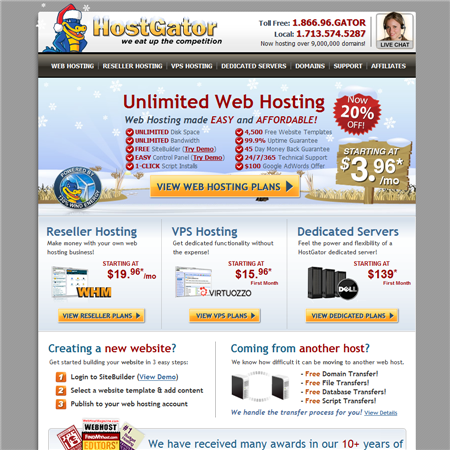 HostGator
we eat up the competition
Toll Free: 1.866.96.GATOR
Local: 1.713.574.5287
Now hosting over 9,000,000 domains!
LIVE CHAT
WEB HOSTING | RESELLER HOSTING | VPS HOSTING | DEDICATED SERVERS | DOMAINS | SUPPORT | AFFILIATES
Unlimited Web Hosting
Web Hosting made EASY and AFFORDABLE!
Now
20%
OFF!
UNLIMITED Disk Space
UNLIMITED Bandwidth
FREE SiteBuilder (Try Demo)
EASY Control Panel (Try Demo)
1-CLICK Script Installs
4,500 Free Website Templates
99.9% Uptime Guarantee
45 Day Money Back Guarantee
24/7/365 Technical Support
$100 Google AdWords Offer
STARTING AT
$3.96*
/mo
VIEW WEB HOSTING PLANS
POWERED BY
WIND ENERGY
Reseller Hosting
Make money with your own web
hosting business!
STARTING AT
$19.96*/mo
WHM
VIEW RESELLER PLANS
VPS Hosting
Get dedicated functionality without
the expense!
STARTING AT
$15.96*
First Month
VIRTUOZZO
VIEW VPS PLANS
Dedicated Servers
Feel the power and flexibility of a
HostGator dedicated server!
STARTING AT
$139*
First Month
DELL
VIEW DEDICATED PLANS
Creating a new website?
Get started building your website in 3 easy steps:
1 Login to SiteBuilder (View Demo)
2 Select a website template & add content
3 Publish to your web hosting account
Coming from another host?
We know how difficult it can be moving to another web host.
- Free Domain Transfer!
- Free File Transfers!
- Free Database Transfers!
- Free Script Transfers!
We handle the transfer process for you! View Details
WEBHOST
FindMyHost.com
EDITORS'
#1
We have received many awards in our 10+ years of